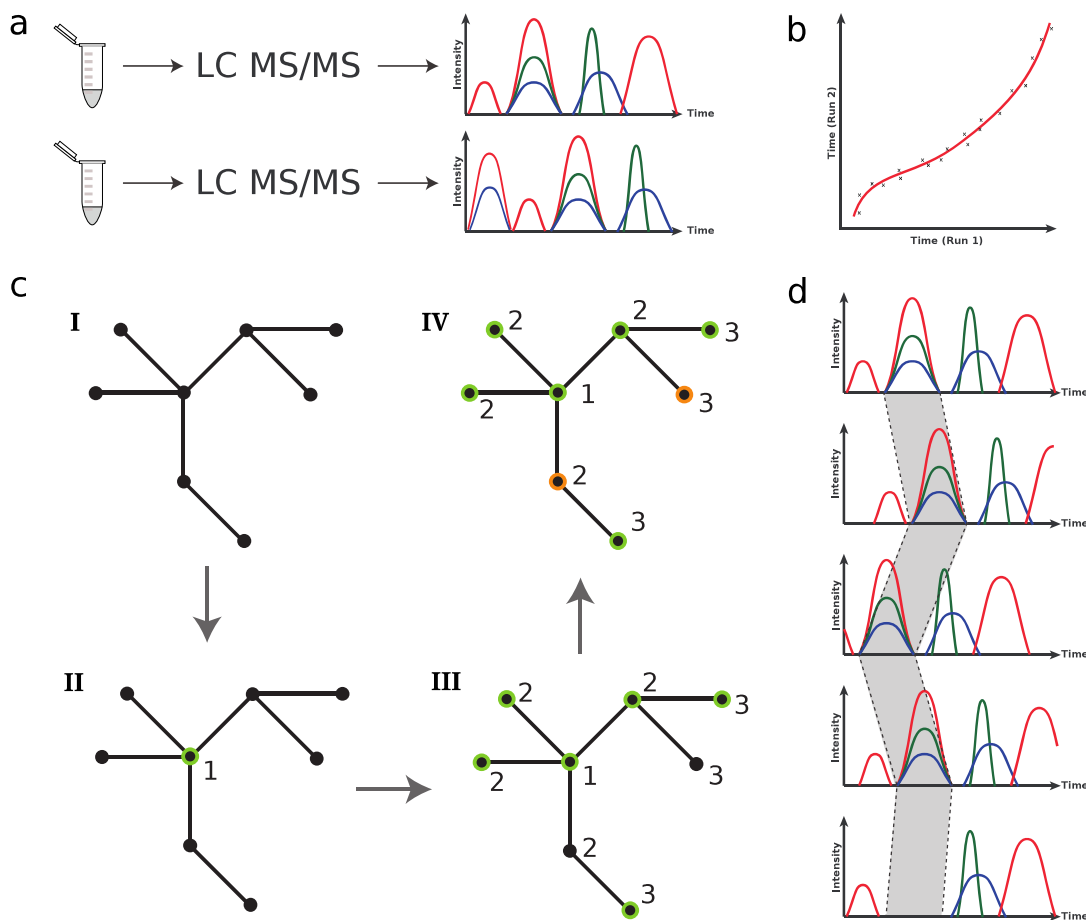 a
LC MS/MS
Intensity
Time
LC MS/MS
Intensity
Time
b
Time (Run 2)
Time (Run 1)
c
I
IV
2
2
3
2
1
3
2
3
II
1
III
2
2
3
2
1
3
2
3
d
Intensity
Time
Intensity
Time
Intensity
Time
Intensity
Time
Intensity
Time